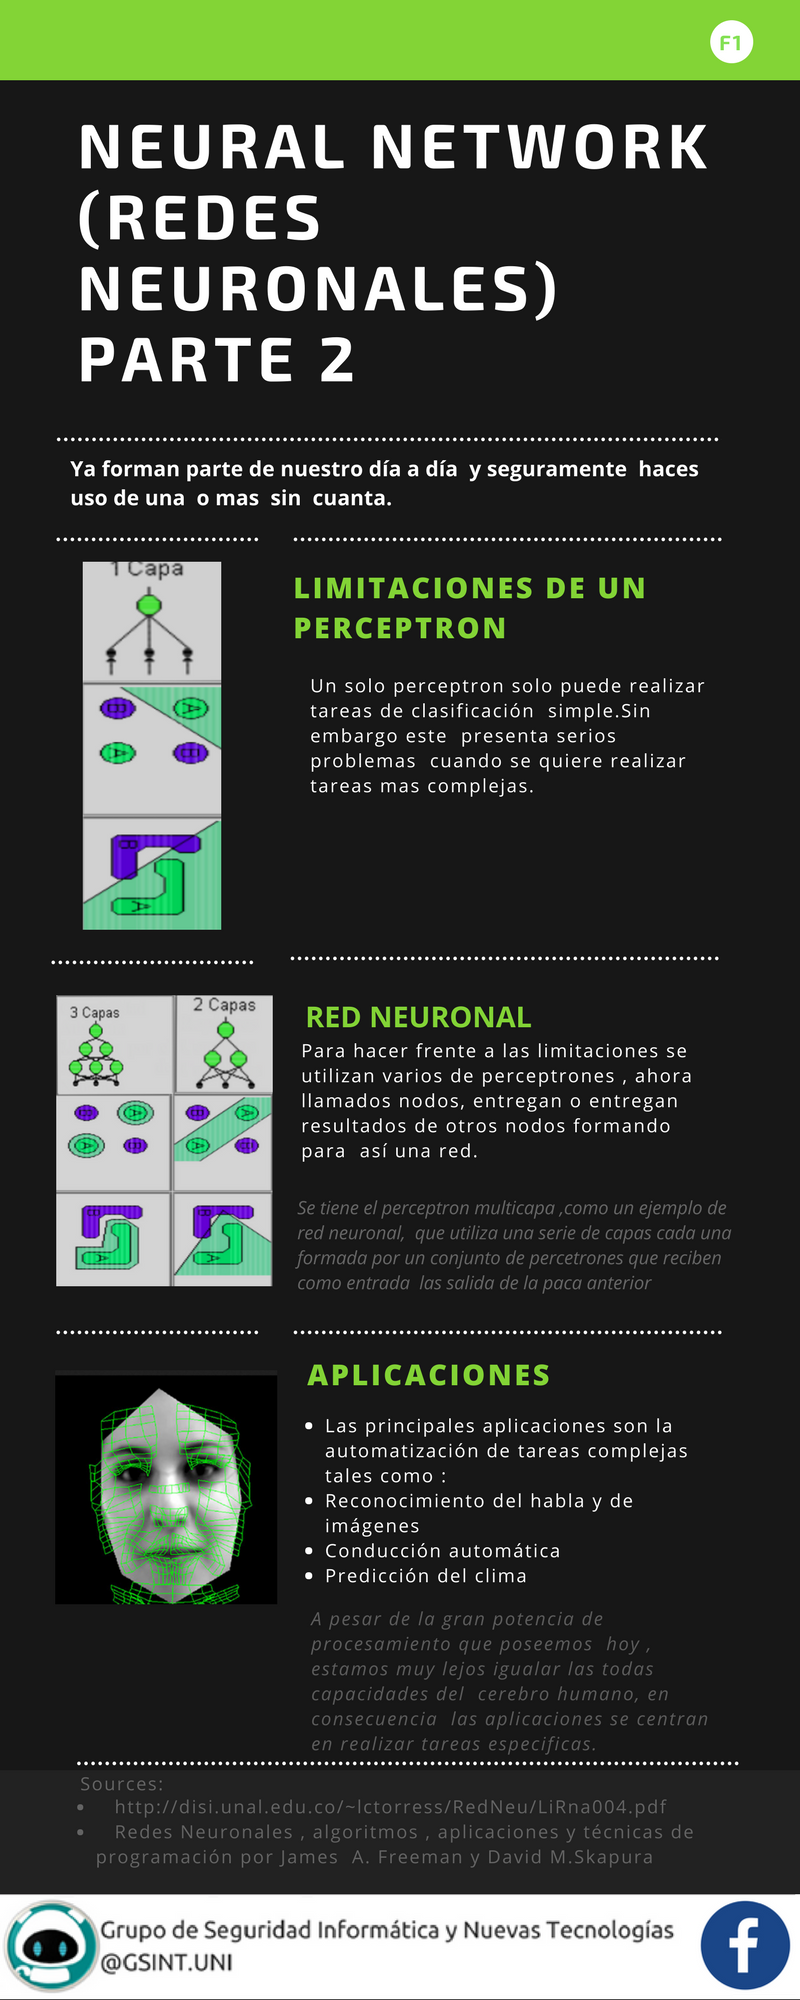 F1
NEURAL NETWORK
(REDES
NEURONALES)
PARTE 2
Ya forman parte de nuestro día a día y seguramente haces
uso de una o mas sin cuanta.
1 Capa
B
A
A
B
B
A
LIMITACIONES DE UN
PERCEPTRON
Un solo perceptron solo puede realizar
tareas de clasificación simple.Sin
embargo este presenta serios
problemas cuando se quiere realizar
tareas mas complejas.
3 Capas
2 Capas
B
A
B
A
A
B
A
B
B
B
A
A
RED NEURONAL
Para hacer frente a las limitaciones se
utilizan varios de perceptrones , ahora
llamados nodos, entregan o entregan
resultados de otros nodos formando
para así una red.
Se tiene el perceptron multicapa ,como un ejemplo de
red neuronal, que utiliza una serie de capas cada una
formada por un conjunto de percetrones que reciben
como entrada las salida de la paca anterior
APLICACIONES
• Las principales aplicaciones son la
automatización de tareas complejas
tales como :
• Reconocimiento del habla y de
imágenes
• Conducción automática
• Predicción del clima
A pesar de la gran potencia de
procesamiento que poseemos hoy ,
estamos muy lejos igualar las todas
capacidades del cerebro humano, en
consecuencia las aplicaciones se centran
en realizar tareas especificas.
Sources:
• http://disi.unal.edu.co/~lctorress/RedNeu/LiRna004.pdf
• Redes Neuronales , algoritmos , aplicaciones y técnicas de
programación por James A. Freeman y David M.Skapura
Grupo de Seguridad Informática y Nuevas Tecnologías
@GSINT.UNI
f